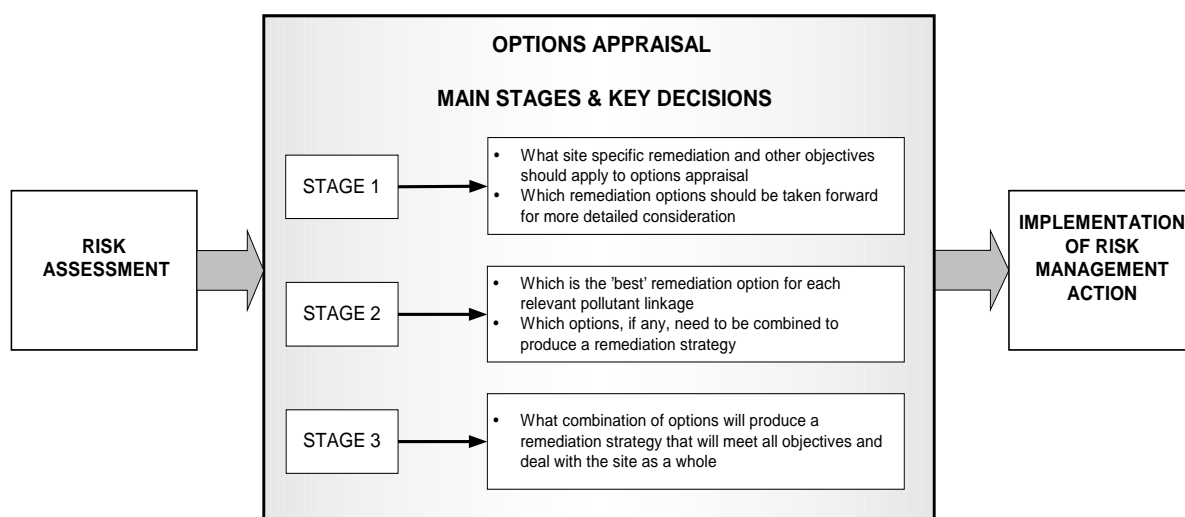 OPTIONS APPRAISAL
MAIN STAGES & KEY DECISIONS
RISK
ASSESSMENT
STAGE 1
• What site specific remediation and other objectives
should apply to options appraisal
• Which remediation options should be taken forward
for more detailed consideration
STAGE 2
• Which is the 'best' remediation option for each
relevant pollutant linkage
• Which options, if any, need to be combined to
produce a remediation strategy
STAGE 3
• What combination of options will produce a
remediation strategy that will meet all objectives and
deal with the site as a whole
IMPLEMENTATION
OF RISK
MANAGEMENT
ACTION